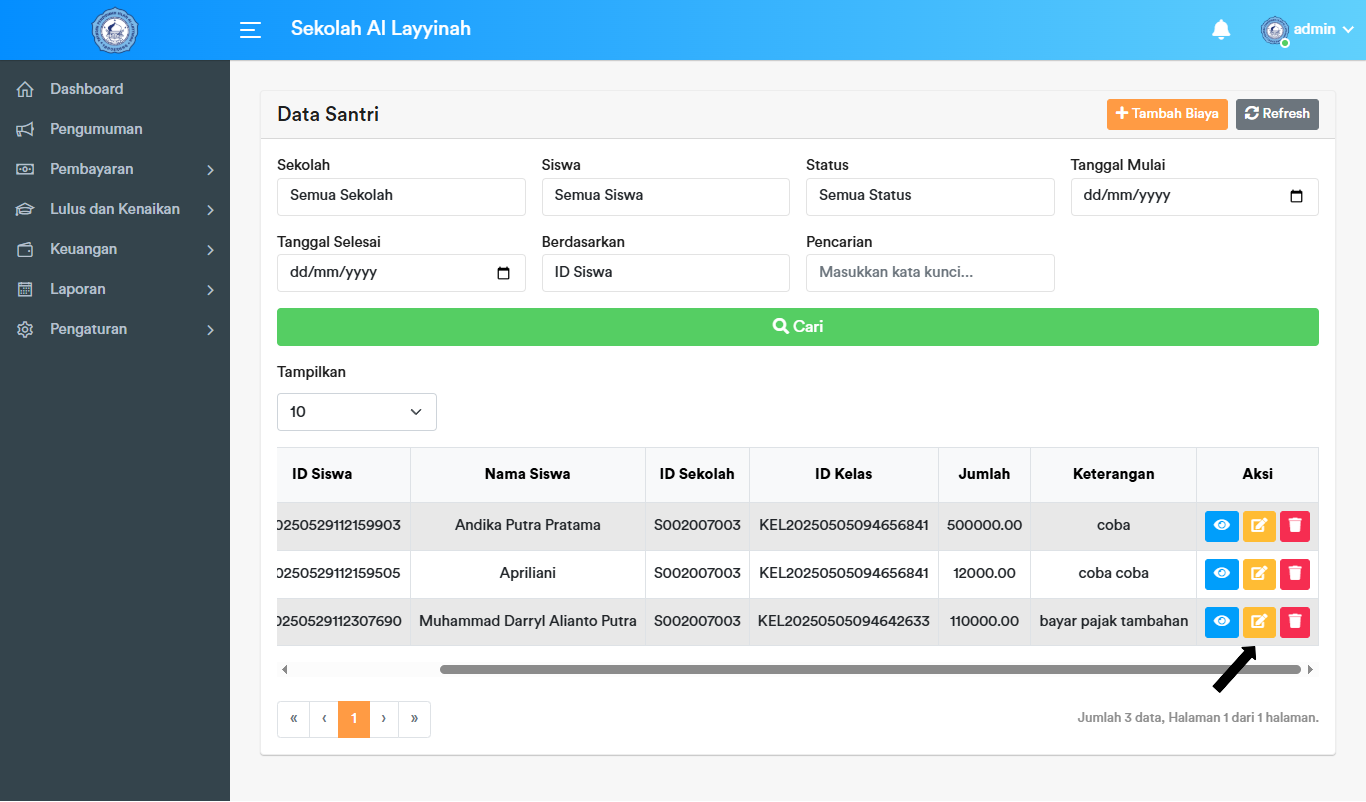 Sekolah Al Layyinah
admin
Dashboard
Pengumuman
Pembayaran
Lulus dan Kenaikan
Keuangan
Laporan
Pengaturan
Data Santri
Tambah Biaya
Refresh
Sekolah Siswa Status Tanggal Mulai
Semua Sekolah Semua Siswa Semua Status dd/mm/yyyy
Tanggal Selesai Berdasarkan Pencarian
dd/mm/yyyy ID Siswa Masukkan kata kunci...
Cari
Tampilkan
10
ID Siswa Nama Siswa ID Sekolah ID Kelas Jumlah Keterangan Aksi
0250529112159903 Andika Putra Pratama S002007003 KEL20250505094656841 500000.00 coba
0250529112159505 Apriliani S002007003 KEL20250505094656841 12000.00 coba coba
0250529112307690 Muhammad Darryl Alianto Putra S002007003 KEL20250505094642633 110000.00 bayar pajak tambahan
« ‹ 1 › »
Jumlah 3 data, Halaman 1 dari 1 halaman.